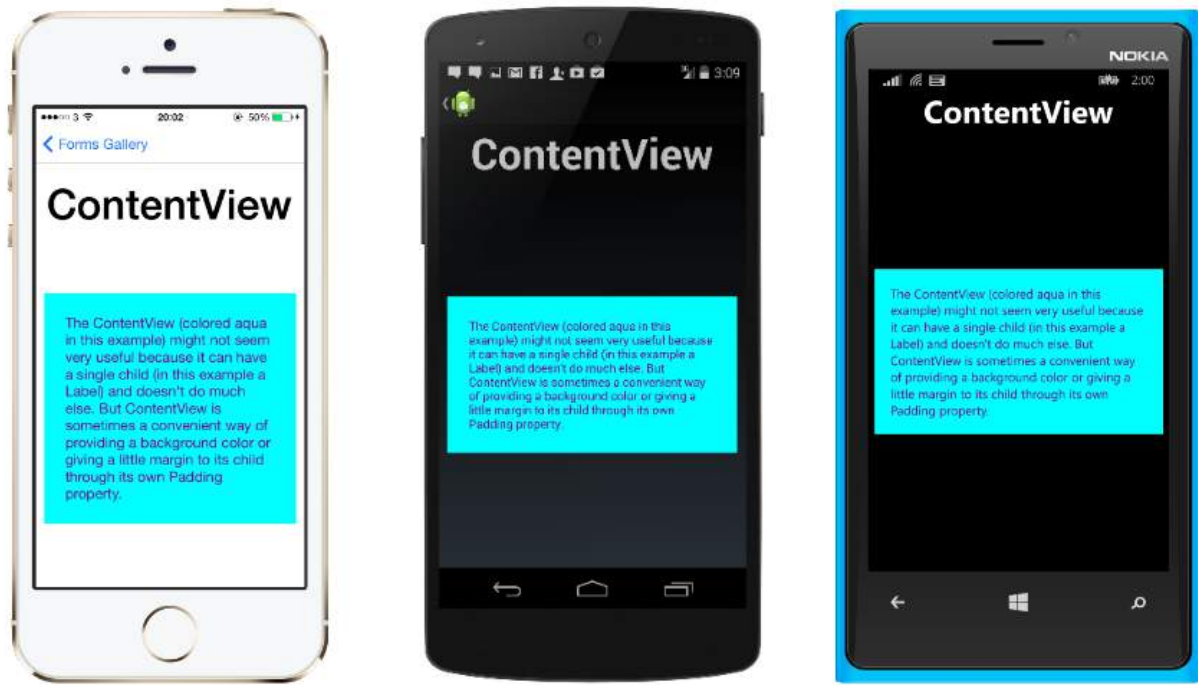 3 20:02 50%
Forms Gallery
ContentView
The ContentView (colored aqua
in this example) might not seem
very useful because it can have
a single child (in this example a
Label) and doesn't do much
else. But ContentView is
sometimes a convenient way of
providing a background color or
giving a little margin to its child
through its own Padding
property.
3:09
ContentView
The ContentView (colored aqua in this
example) might not seem very useful because
it can have a single child (in this example a
Label) and doesn't do much else. But
ContentView is sometimes a convenient way
of providing a background color or giving a
little margin to its child through its own
Padding property.
NOKIA
2:00
ContentView
The ContentView (colored aqua in this
example) might not seem very useful because
it can have a single child (in this example a
Label) and doesn't do much else. But
ContentView is sometimes a convenient way
of providing a background color or giving a
little margin to its child through its own
Padding property.